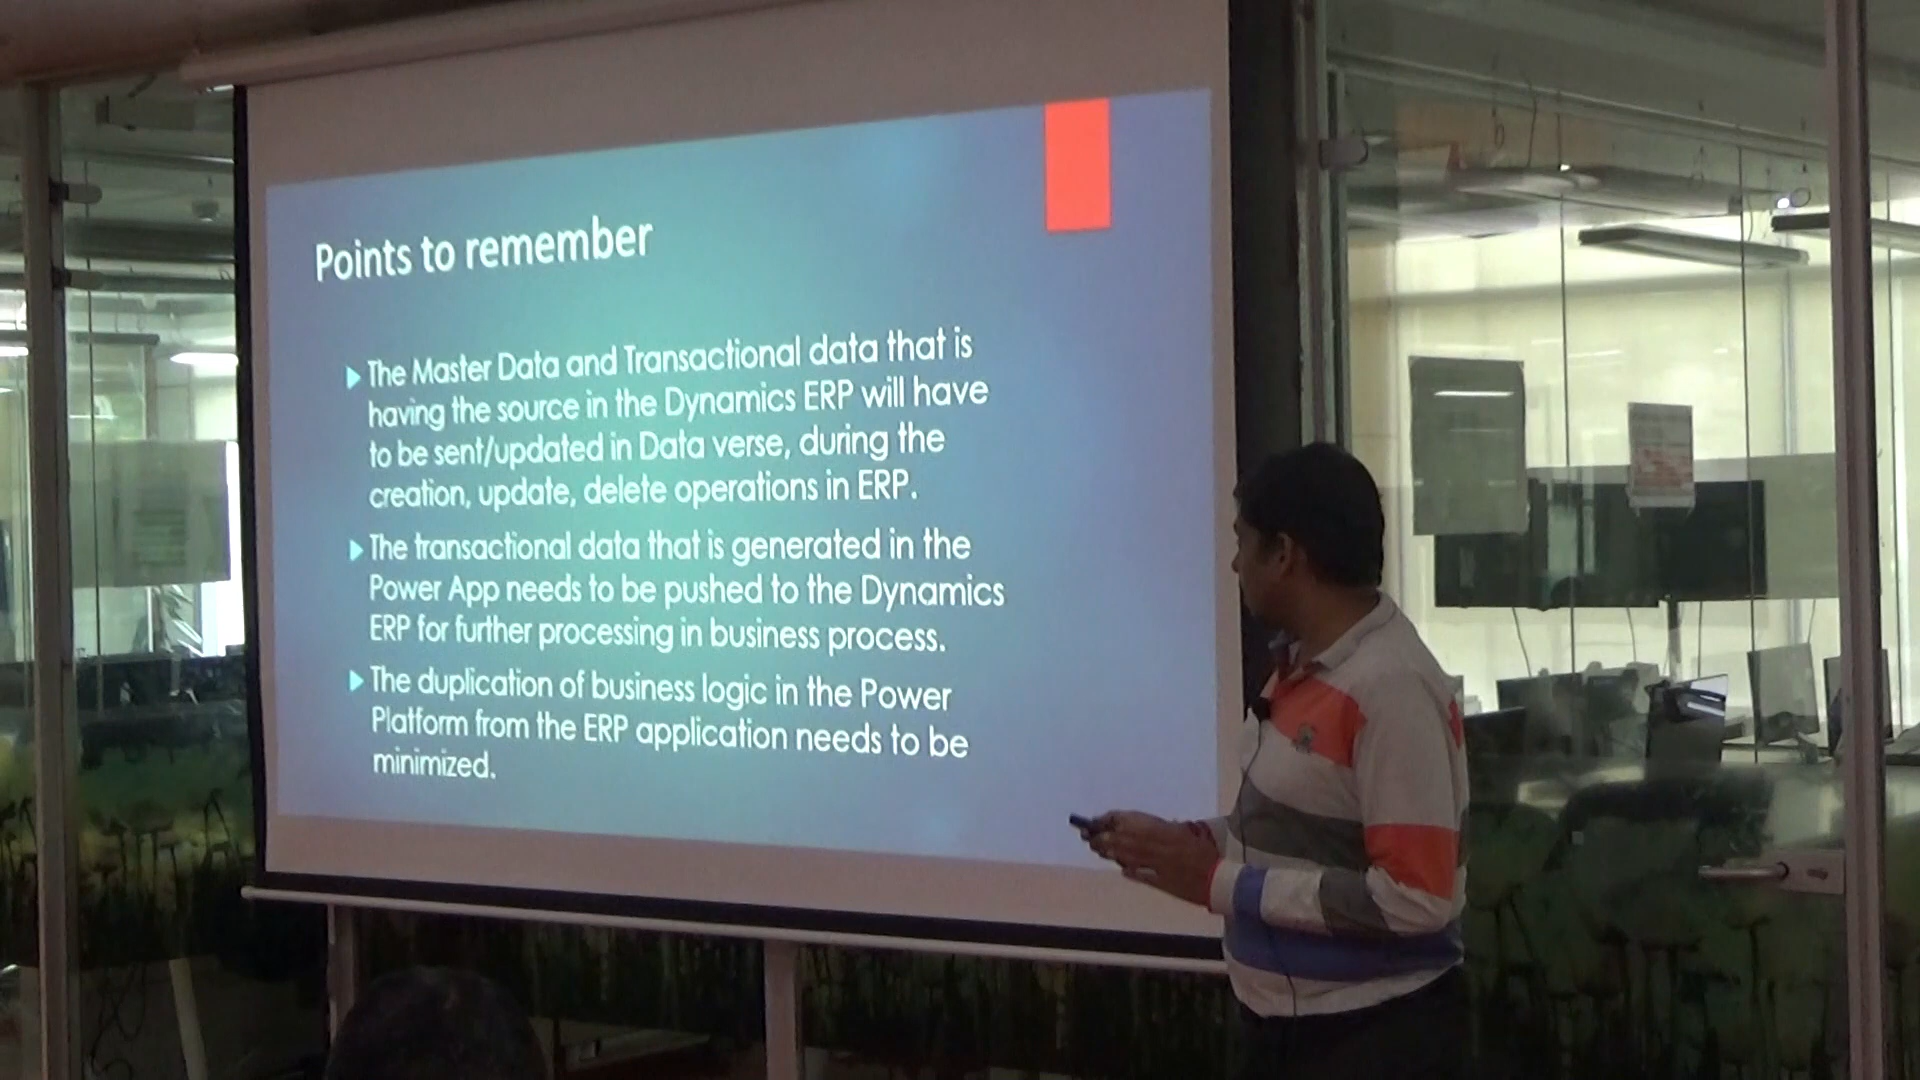 Points to remember
The Master Data and Transactional data that is
having the source in the Dynamics ERP will have
to be sent/updated in Data verse, during the
creation, update, delete operations in ERP.
The transactional data that is generated in the
Power App needs to be pushed to the Dynamics
ERP for further processing in business process.
The duplication of business logic in the Power
Platform from the ERP application needs to be
minimized.